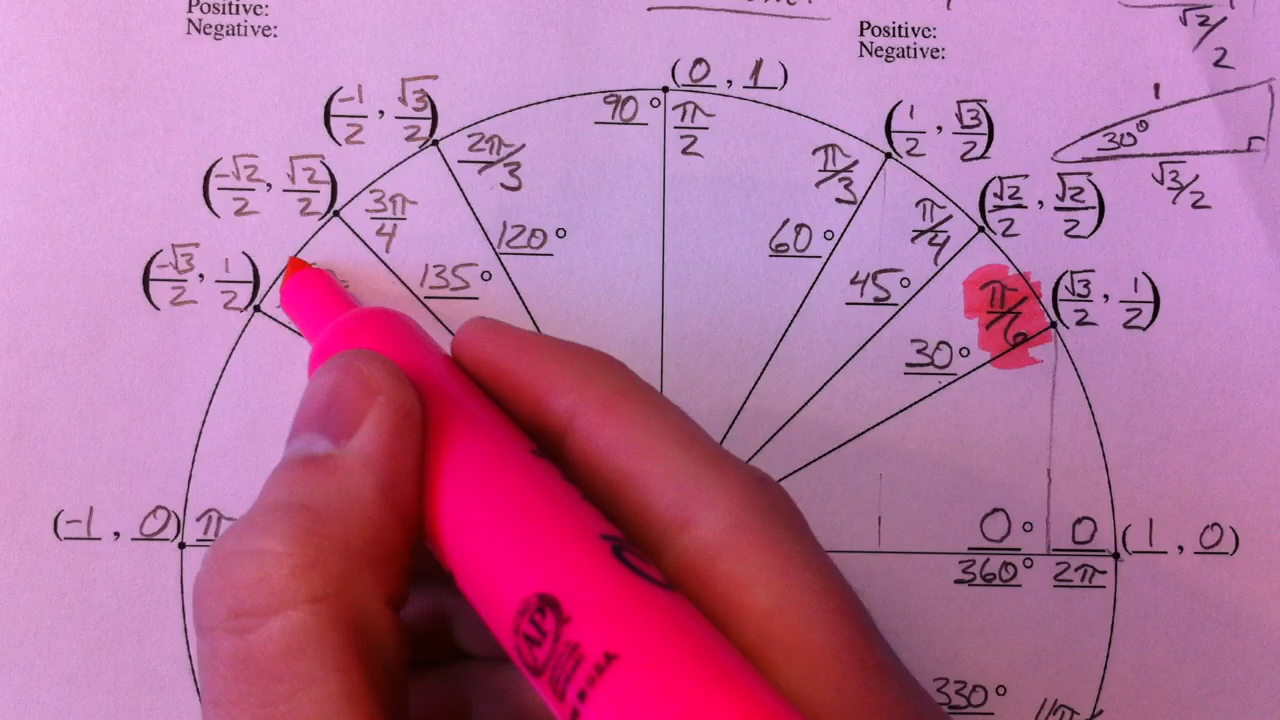 Positive:
Negative:
Positive:
Negative:
√2/2
1
30°
√3/2
(0, 1)
90°
π/2
(-1/2, √3/2)
2π/3
120°
(1/2, √3/2)
π/3
60°
(-√2/2, √2/2)
3π/4
135°
(√2/2, √2/2)
π/4
45°
(-√3/2, 1/2)
(√3/2, 1/2)
π/6
30°
(-1, 0)
π
0° 0 (1, 0)
360° 2π
330°
11π
AP
USA